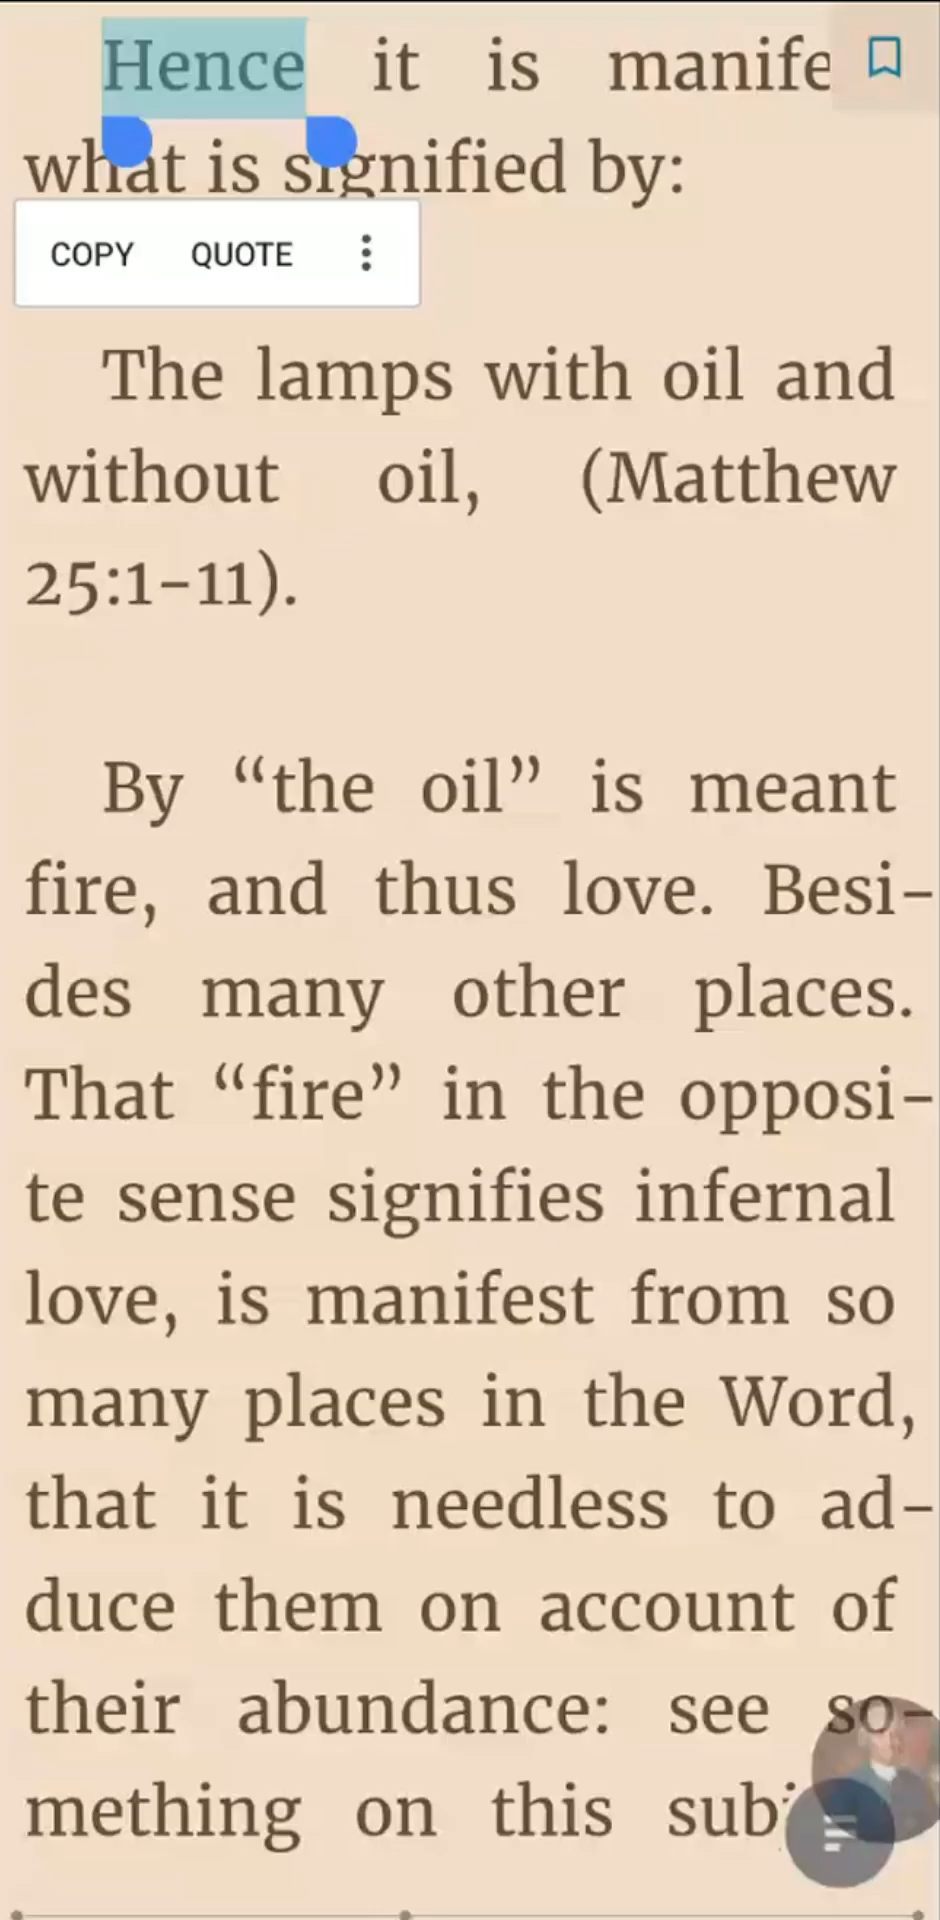 Hence it is manife
what is signified by:
COPY QUOTE
The lamps with oil and
without oil, (Matthew
25:1-11).
By “the oil” is meant
fire, and thus love. Besi-
des many other places.
That “fire” in the opposi-
te sense signifies infernal
love, is manifest from so
many places in the Word,
that it is needless to ad-
duce them on account of
their abundance: see so-
mething on this sub